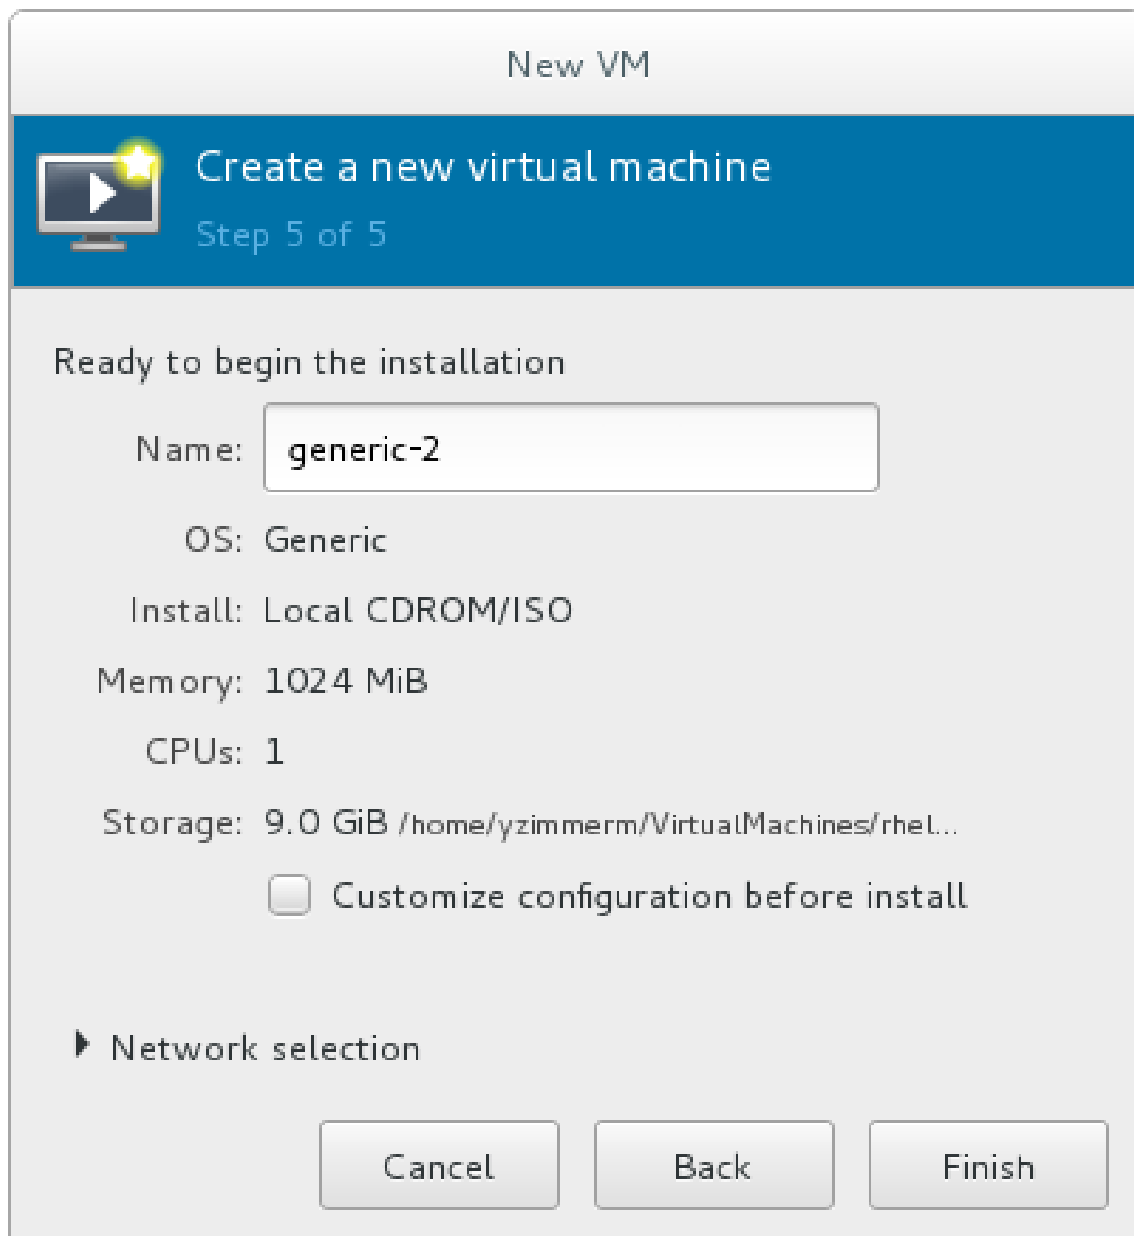 New VM
Create a new virtual machine
Step 5 of 5
Ready to begin the installation
Name: generic-2
OS: Generic
Install: Local CDROM/ISO
Memory: 1024 MiB
CPUs: 1
Storage: 9.0 GiB /home/yzimmerm/VirtualMachines/rhel...
Customize configuration before install
Network selection
Cancel Back Finish